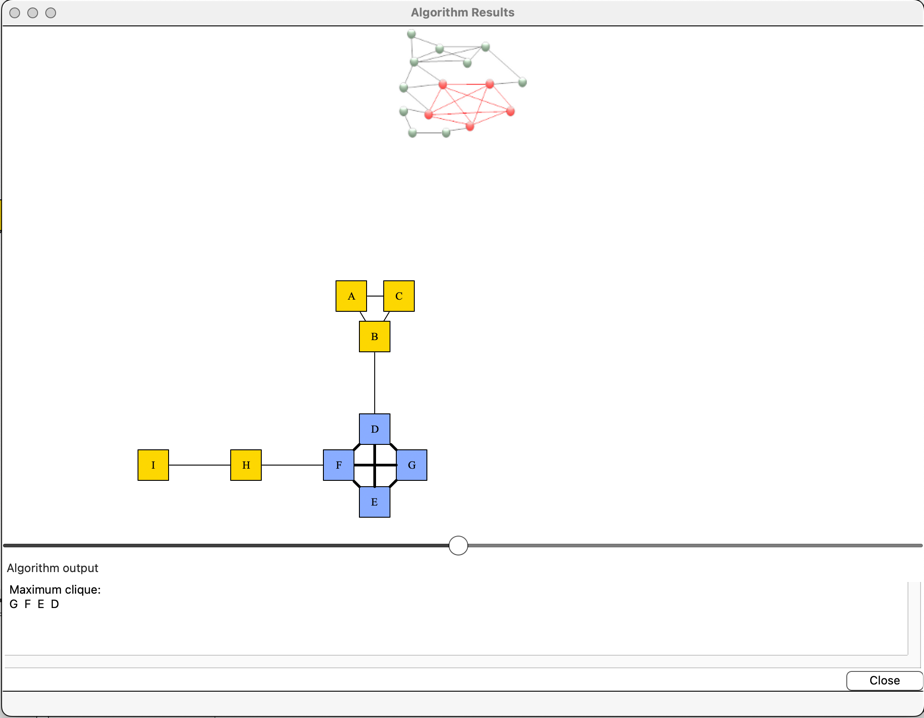 Algorithm Results
A C
B
D
I H F G
E
Algorithm output
Maximum clique:
G F E D
Close